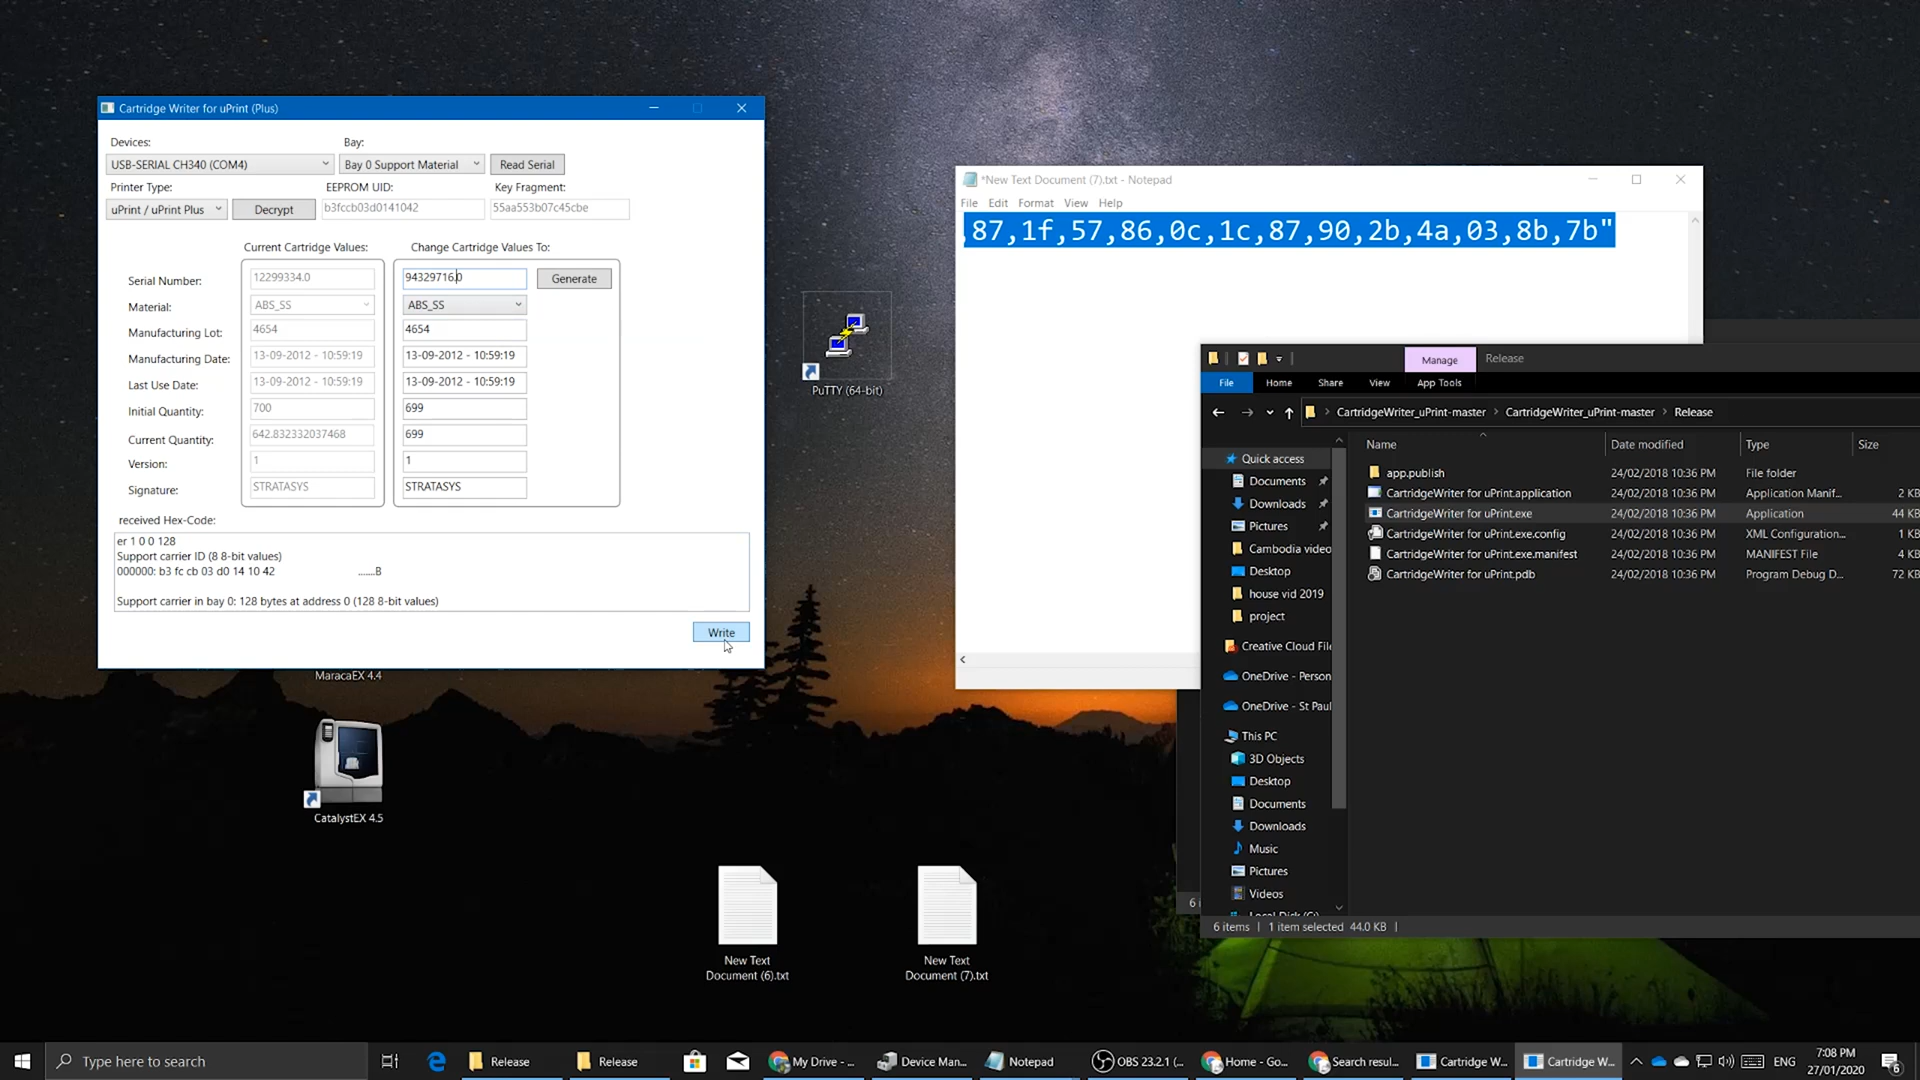 Cartridge Writer for uPrint (Plus)
Devices:
Bay:
USB-SERIAL CH340 (COM4)
Bay 0 Support Material
Read Serial
Printer Type:
EEPROM UID:
Key Fragment:
uPrint / uPrint Plus
Decrypt
b3fccb03d0141042
55aa553b07c45cbe
Current Cartridge Values:
Change Cartridge Values To:
Serial Number:
12299334.0
94329716.0
Generate
Material:
ABS_SS
ABS_SS
Manufacturing Lot:
4654
4654
Manufacturing Date:
13-09-2012 - 10:59:19
13-09-2012 - 10:59:19
Last Use Date:
13-09-2012 - 10:59:19
13-09-2012 - 10:59:19
Initial Quantity:
700
699
Current Quantity:
642.832332037468
699
Version:
1
1
Signature:
STRATASYS
STRATASYS
received Hex-Code:
er 1 0 0 128
Support carrier ID (8 8-bit values)
000000: b3 fc cb 03 d0 14 10 42 .......B
Support carrier in bay 0: 128 bytes at address 0 (128 8-bit values)
Write
MaracaEX 4.4
CatalystEX 4.5
PuTTY (64-bit)
New Text
Document (6).txt
New Text
Document (7).txt
*New Text Document (7).txt - Notepad
File Edit Format View Help
,87,1f,57,86,0c,1c,87,90,2b,4a,03,8b,7b"
Manage
Release
File
Home
Share
View
App Tools
CartridgeWriter_uPrint-master
CartridgeWriter_uPrint-master
Release
Name
Date modified
Type
Size
Quick access
Documents
Downloads
Pictures
Cambodia video
Desktop
house vid 2019
project
Creative Cloud File
OneDrive - Person
OneDrive - St Paul
This PC
3D Objects
Desktop
Documents
Downloads
Music
Pictures
Videos
Local Disk (C:)
app.publish 24/02/2018 10:36 PM File folder
CartridgeWriter for uPrint.application 24/02/2018 10:36 PM Application Manif... 2 KB
CartridgeWriter for uPrint.exe 24/02/2018 10:36 PM Application 44 KB
CartridgeWriter for uPrint.exe.config 24/02/2018 10:36 PM XML Configuration... 1 KB
CartridgeWriter for uPrint.exe.manifest 24/02/2018 10:36 PM MANIFEST File 4 KB
CartridgeWriter for uPrint.pdb 24/02/2018 10:36 PM Program Debug D... 72 KB
6 i
6 items
1 item selected 44.0 KB
Type here to search
Release
Release
My Drive - ...
Device Man...
Notepad
OBS 23.2.1 (...
Home - Go...
Search resul...
Cartridge W...
Cartridge W...
ENG
7:08 PM
27/01/2020
6